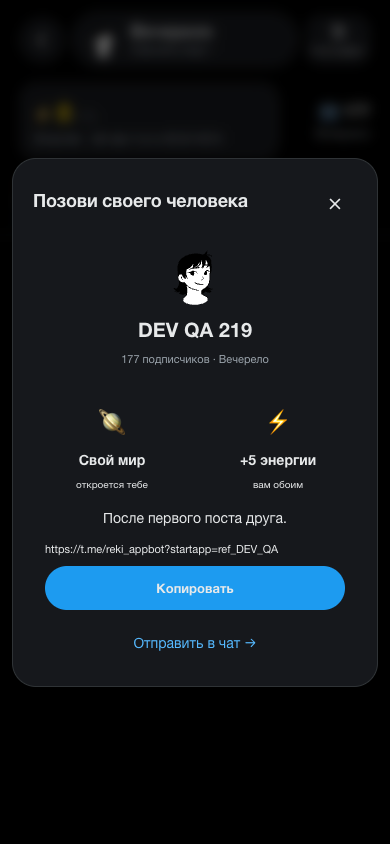 Позови своего человека
DEV QA 219
177 подписчиков · Вечерело
Свой мир
+5 энергии
откроется тебе
вам обоим
После первого поста друга.
https://t.me/reki_appbot?startapp=ref_DEV_QA
Копировать
Отправить в чат →